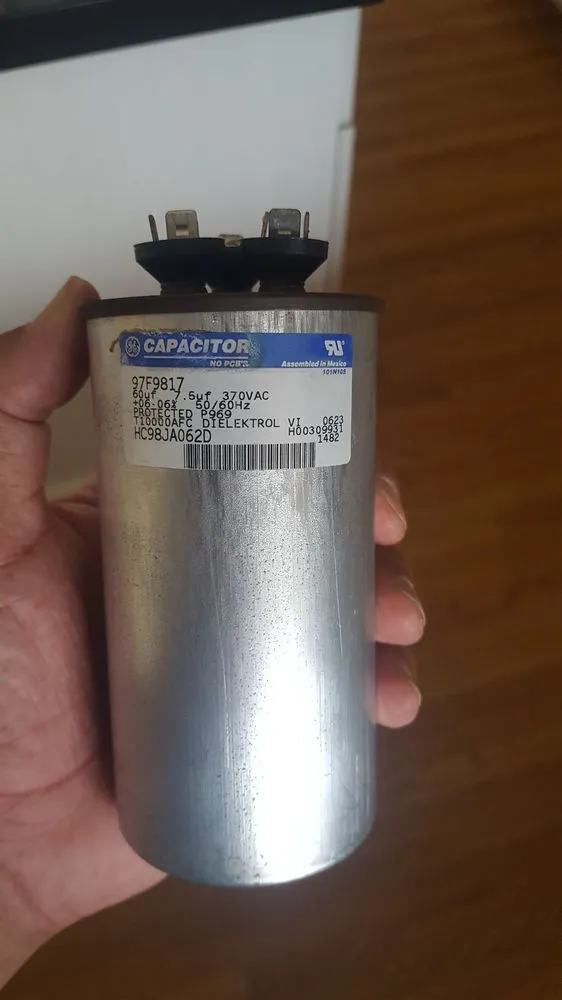 GE CAPACITOR
NO PCB'S
Assembled in Mexico
101N105
97F9817
60uf 7.5uf 370VAC
+06-06% 50/60Hz
PROTECTED P969
T10000AFC DIELEKTROL VI 0623
HC98JA062D H00309931
1482